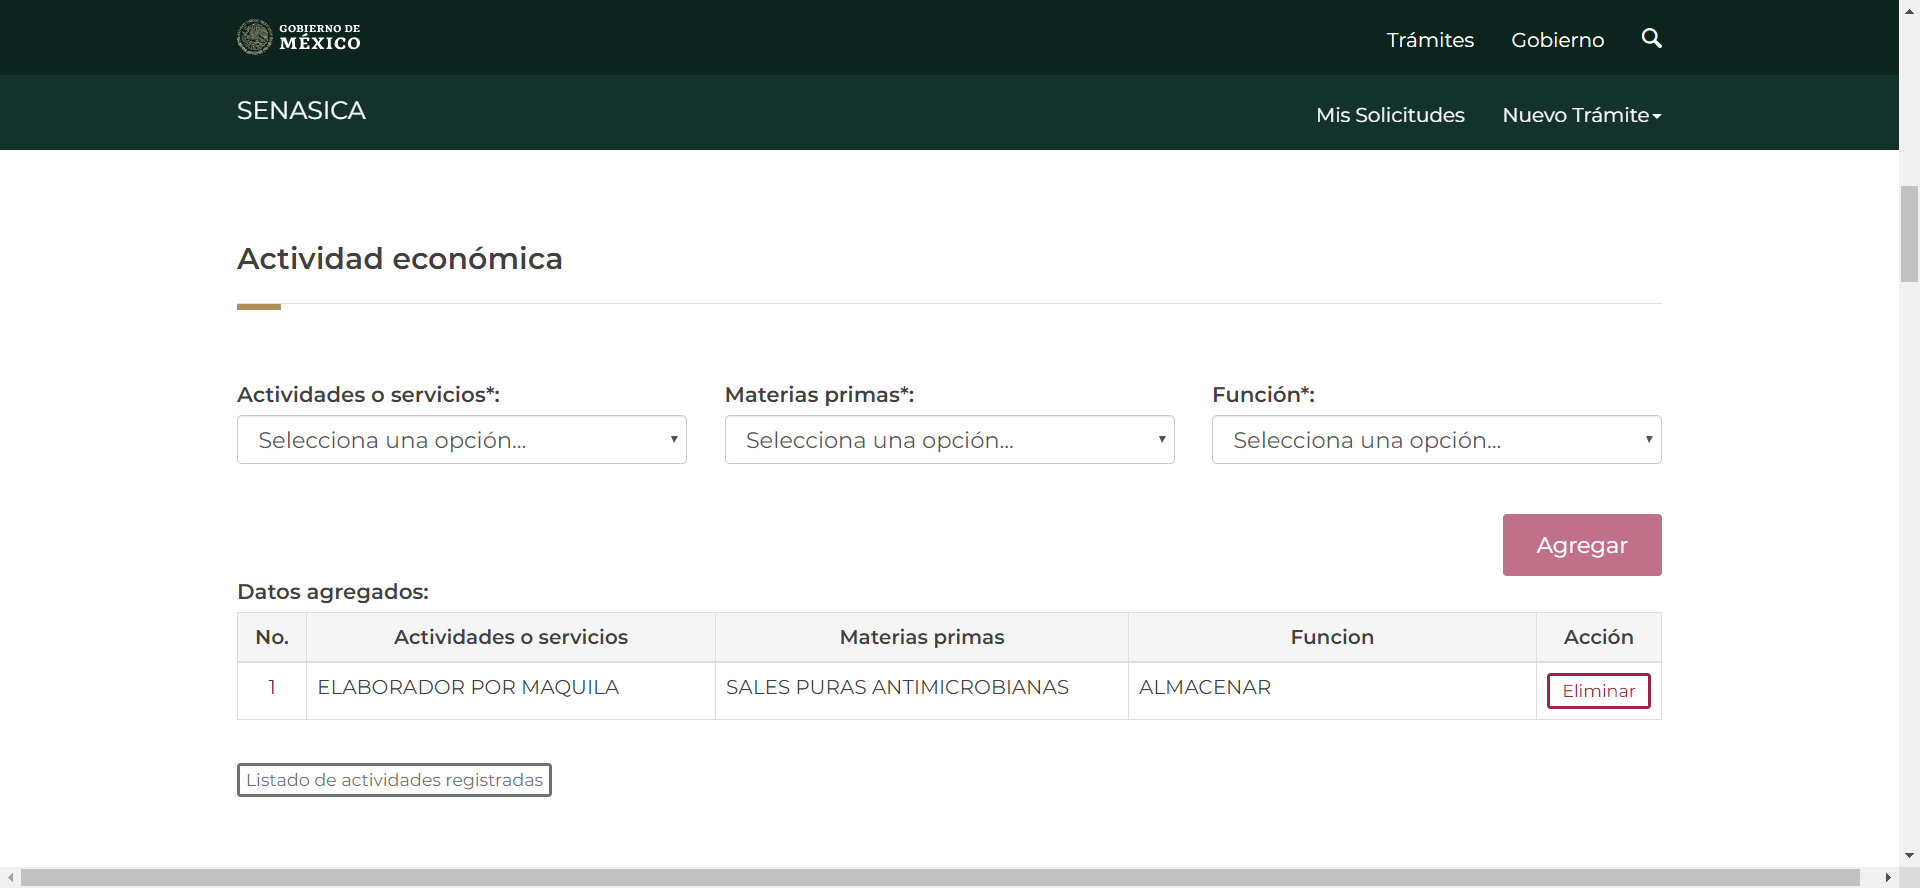 GOBIERNO DE
MÉXICO
Trámites
Gobierno
SENASICA
Mis Solicitudes
Nuevo Trámite
Actividad económica
Actividades o servicios*:
Materias primas*:
Función*:
Selecciona una opción...
Selecciona una opción...
Selecciona una opción...
Agregar
Datos agregados:
No. Actividades o servicios Materias primas Funcion Acción
1 ELABORADOR POR MAQUILA SALES PURAS ANTIMICROBIANAS ALMACENAR Eliminar
Listado de actividades registradas